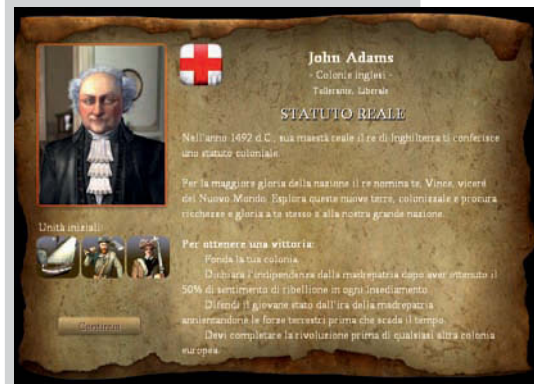 John Adams
- Colonie inglesi -
Tollerante, Liberale
STATUTO REALE
Nell'anno 1492 d.C., sua maestà reale il re di Inghilterra ti conferisce
uno statuto coloniale.
Per la maggiore gloria della nazione il re nomina te, Vince, viceré
del Nuovo Mondo. Esplora queste nuove terre, colonizzale e procura
ricchezze e gloria a te stesso e alla nostra grande nazione.
Unità iniziali:
Per ottenere una vittoria:
Fonda la tua colonia
Dichiara l'indipendenza dalla madrepatria dopo aver ottenuto il
50% di sentimento di ribellione in ogni insediamento
Difendi il giovane stato dall'ira della madrepatria
annientandone le forze terrestri prima che scada il tempo
Devi completare la rivoluzione prima di qualsiasi altra colonia
europea.
Continua